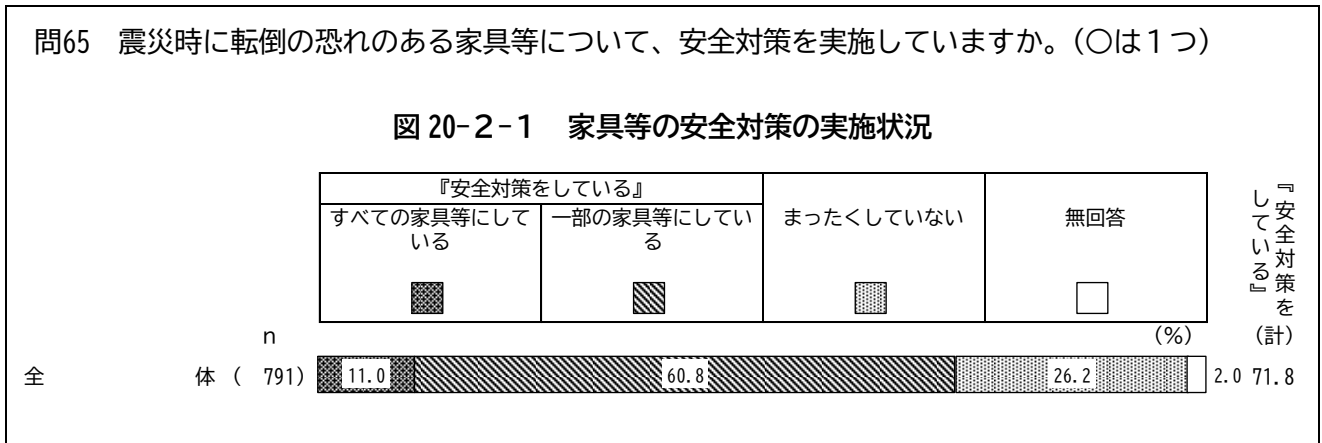 問65　震災時に転倒の恐れのある家具等について、安全対策を実施していますか。（○は１つ）
図 20-２-１　家具等の安全対策の実施状況
『安全対策をしている』
すべての家具等にして
いる
一部の家具等にしてい
る
まったくしていない
無回答
『安全対策を
している』
n
(%)
(計)
全　体 ( 791)
11.0
60.8
26.2
2.0
71.8